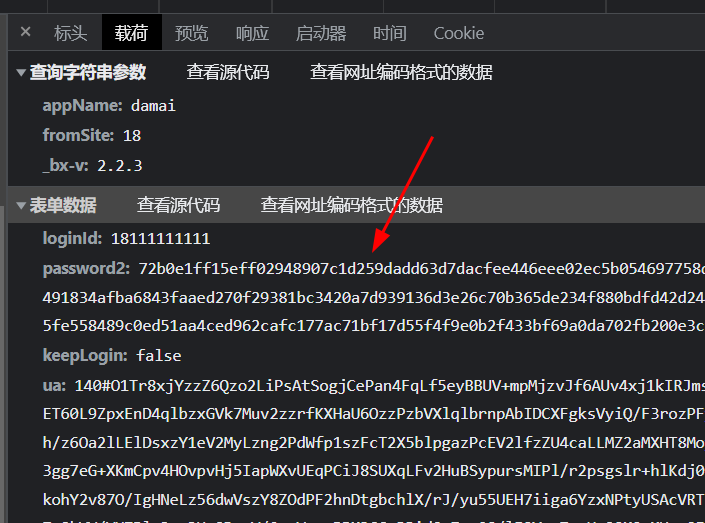 × 标头 载荷 预览 响应 启动器 时间 Cookie
▼查询字符串参数 查看源代码 查看网址编码格式的数据
appName: damai
fromSite: 18
_bx-v: 2.2.3
▼表单数据 查看源代码 查看网址编码格式的数据
loginId: 18111111111
password2: 72b0e1ff15eff02948907c1d259dadd63d7dacfee446eee02ec5b054697758d
491834afba6843faaed270f29381bc3420a7d939136d3e26c70b365de234f880bdfd42d24
5fe558489c0ed51aa4ced962cafc177ac71bf17d55f4f9e0b2f433bf69a0da702fb200e3c
keepLogin: false
ua: 140#O1Tr8xjYzzZ6Qzo2LiPsAtSogjCePan4FqLf5eyBBUV+mpMjzvJf6AUv4xj1kIRJms
ET60L9ZpxEnD4qlbzxGVk7Muv2zzrfKXHaU6OzzPzbVXlqlbrnpAbIDCXFgksVyiQ/F3rozPF
h/z6Oa2lLElDsxzY1eV2MyLzng2PdWfp1szFcT2X5blpgazPcEV2lfzZU4caLLMZ2aMXHT8Mo
3gg7eG+XKmCpv4HOvpvHj5IapWXvUEqPCiJ8SUXqLFv2HuBSypursMIPl/r2psgslr+hlKdj0
kohY2v87O/IgHNeLz56dwVszY8ZOdPF2hnDtgbchlX/rJ/yu55UEH7iiga6YzxNPtyUSAcVRT